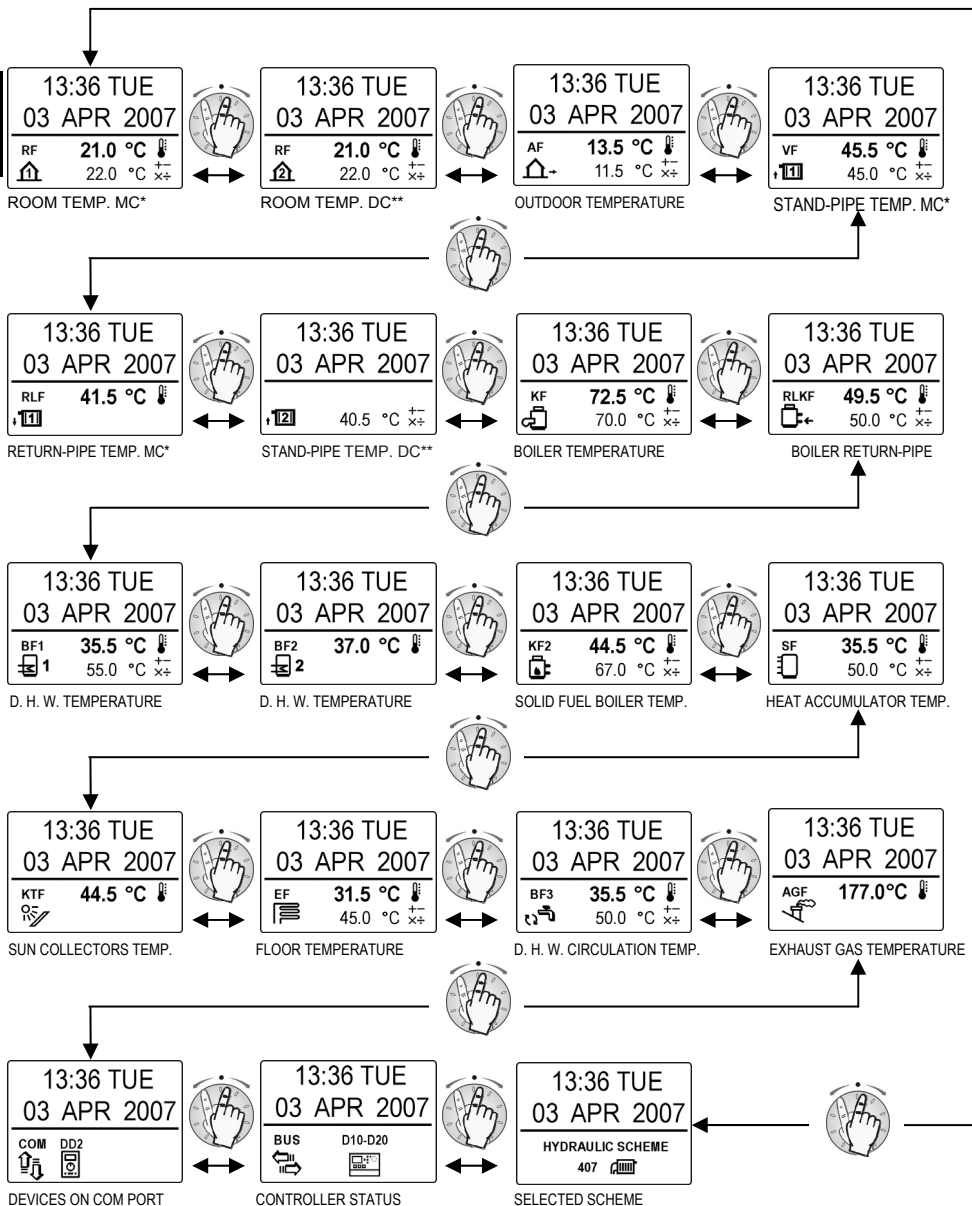 13:36 TUE
03 APR 2007
RF 21.0 °C
1 22.0 °C
ROOM TEMP. MC*
13:36 TUE
03 APR 2007
RF 21.0 °C
2 22.0 °C
ROOM TEMP. DC**
13:36 TUE
03 APR 2007
AF 13.5 °C
11.5 °C
OUTDOOR TEMPERATURE
13:36 TUE
03 APR 2007
VF 45.5 °C
1 45.0 °C
STAND-PIPE TEMP. MC*
13:36 TUE
03 APR 2007
RLF 41.5 °C
1
RETURN-PIPE TEMP. MC*
13:36 TUE
03 APR 2007
2 40.5 °C
STAND-PIPE TEMP. DC**
13:36 TUE
03 APR 2007
KF 72.5 °C
70.0 °C
BOILER TEMPERATURE
13:36 TUE
03 APR 2007
RLKF 49.5 °C
50.0 °C
BOILER RETURN-PIPE
13:36 TUE
03 APR 2007
BF1 35.5 °C
1 55.0 °C
D. H. W. TEMPERATURE
13:36 TUE
03 APR 2007
BF2 37.0 °C
2
D. H. W. TEMPERATURE
13:36 TUE
03 APR 2007
KF2 44.5 °C
67.0 °C
SOLID FUEL BOILER TEMP.
13:36 TUE
03 APR 2007
SF 35.5 °C
50.0 °C
HEAT ACCUMULATOR TEMP.
13:36 TUE
03 APR 2007
KTF 44.5 °C
SUN COLLECTORS TEMP.
13:36 TUE
03 APR 2007
EF 31.5 °C
45.0 °C
FLOOR TEMPERATURE
13:36 TUE
03 APR 2007
BF3 35.5 °C
50.0 °C
D. H. W. CIRCULATION TEMP.
13:36 TUE
03 APR 2007
AGF 177.0°C
EXHAUST GAS TEMPERATURE
13:36 TUE
03 APR 2007
COM DD2
DEVICES ON COM PORT
13:36 TUE
03 APR 2007
BUS D10-D20
CONTROLLER STATUS
13:36 TUE
03 APR 2007
HYDRAULIC SCHEME
407
SELECTED SCHEME